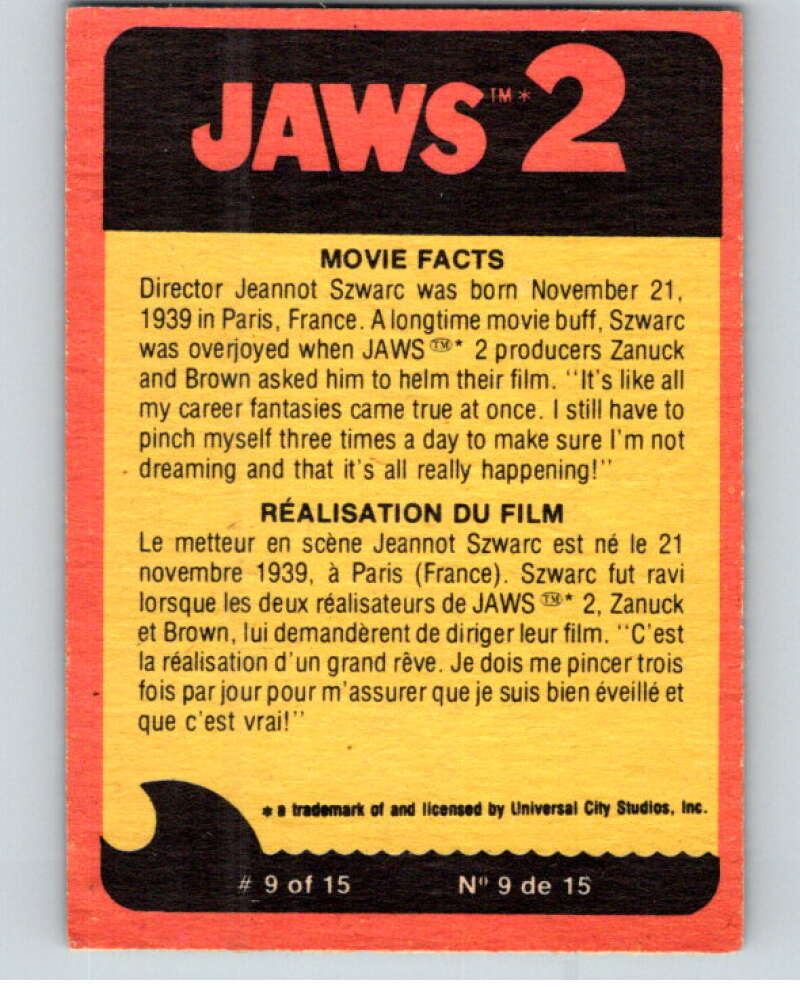 JAWS™* 2
MOVIE FACTS
Director Jeannot Szwarc was born November 21,
1939 in Paris, France. A longtime movie buff, Szwarc
was overjoyed when JAWS™* 2 producers Zanuck
and Brown asked him to helm their film. "It's like all
my career fantasies came true at once. I still have to
pinch myself three times a day to make sure I'm not
dreaming and that it's all really happening!"
RÉALISATION DU FILM
Le metteur en scène Jeannot Szwarc est né le 21
novembre 1939, à Paris (France). Szwarc fut ravi
lorsque les deux réalisateurs de JAWS™* 2, Zanuck
et Brown, lui demandèrent de diriger leur film. "C'est
la réalisation d'un grand rêve. Je dois me pincer trois
fois par jour pour m'assurer que je suis bien éveillé et
que c'est vrai!"
* a trademark of and licensed by Universal City Studios, Inc.
# 9 of 15 Nº 9 de 15